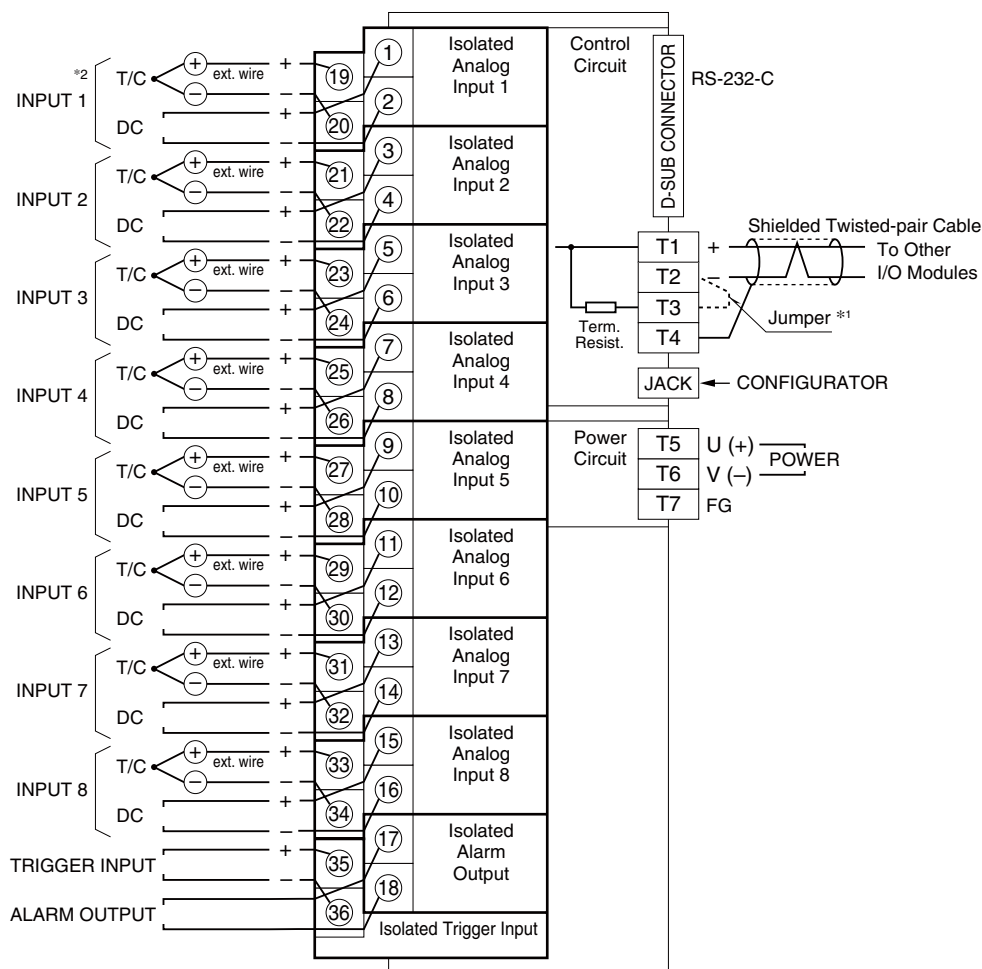 *2
INPUT 1
T/C
+
−
ext. wire
+
−
DC
+
−
19
20
1
2
Isolated
Analog
Input 1
INPUT 2
T/C
+
−
ext. wire
+
−
DC
+
−
21
22
3
4
Isolated
Analog
Input 2
INPUT 3
T/C
+
−
ext. wire
+
−
DC
+
−
23
24
5
6
Isolated
Analog
Input 3
INPUT 4
T/C
+
−
ext. wire
+
−
DC
+
−
25
26
7
8
Isolated
Analog
Input 4
INPUT 5
T/C
+
−
ext. wire
+
−
DC
+
−
27
28
9
10
Isolated
Analog
Input 5
INPUT 6
T/C
+
−
ext. wire
+
−
DC
+
−
29
30
11
12
Isolated
Analog
Input 6
INPUT 7
T/C
+
−
ext. wire
+
−
DC
+
−
31
32
13
14
Isolated
Analog
Input 7
INPUT 8
T/C
+
−
ext. wire
+
−
DC
+
−
33
34
15
16
Isolated
Analog
Input 8
TRIGGER INPUT
+
−
35
36
ALARM OUTPUT
17
18
Isolated
Alarm
Output
Isolated Trigger Input
Control
Circuit
D-SUB CONNECTOR
RS-232-C
Shielded Twisted-pair Cable
To Other
I/O Modules
T1
+
T2
−
T3
T4
Term.
Resist.
Jumper *1
JACK
CONFIGURATOR
Power
Circuit
T5
U (+)
T6
V (–)
POWER
T7
FG